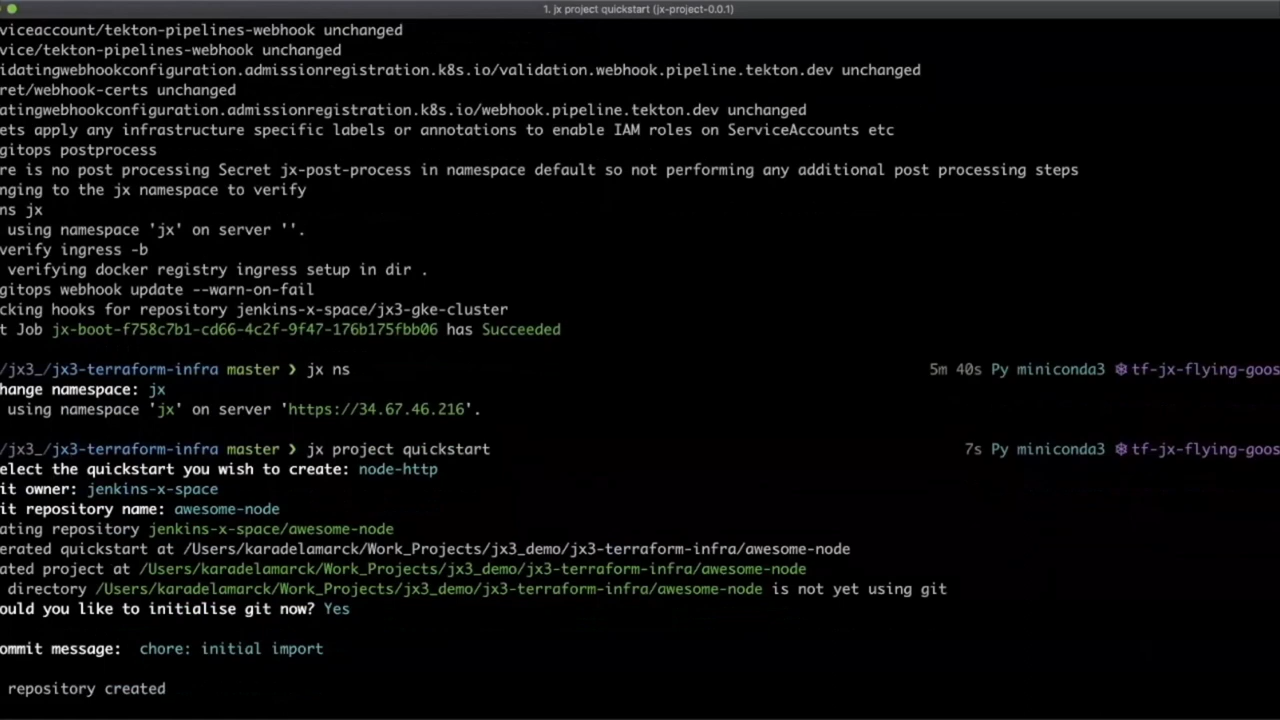 1. jx project quickstart (jx-project-0.0.1)
viceaccount/tekton-pipelines-webhook unchanged
vice/tekton-pipelines-webhook unchanged
idatingwebhookconfiguration.admissionregistration.k8s.io/validation.webhook.pipeline.tekton.dev unchanged
ret/webhook-certs unchanged
atingwebhookconfiguration.admissionregistration.k8s.io/webhook.pipeline.tekton.dev unchanged
ets apply any infrastructure specific labels or annotations to enable IAM roles on ServiceAccounts etc
gitops postprocess
re is no post processing Secret jx-post-process in namespace default so not performing any additional post processing steps
nging to the jx namespace to verify
ns jx
using namespace 'jx' on server ''.
verify ingress -b
verifying docker registry ingress setup in dir .
gitops webhook update --warn-on-fail
cking hooks for repository jenkins-x-space/jx3-gke-cluster
t Job jx-boot-f758c7b1-cd66-4c2f-9f47-176b175fbb06 has Succeeded
/jx3_/jx3-terraform-infra master ❯ jx ns 5m 40s Py miniconda3 ☸tf-jx-flying-goos
hange namespace: jx
using namespace 'jx' on server 'https://34.67.46.216'.
/jx3_/jx3-terraform-infra master ❯ jx project quickstart 7s Py miniconda3 ☸tf-jx-flying-goos
elect the quickstart you wish to create: node-http
it owner: jenkins-x-space
it repository name: awesome-node
ating repository jenkins-x-space/awesome-node
erated quickstart at /Users/karadelamarck/Work_Projects/jx3_demo/jx3-terraform-infra/awesome-node
ated project at /Users/karadelamarck/Work_Projects/jx3_demo/jx3-terraform-infra/awesome-node
directory /Users/karadelamarck/Work_Projects/jx3_demo/jx3-terraform-infra/awesome-node is not yet using git
ould you like to initialise git now? Yes
ommit message: chore: initial import
repository created